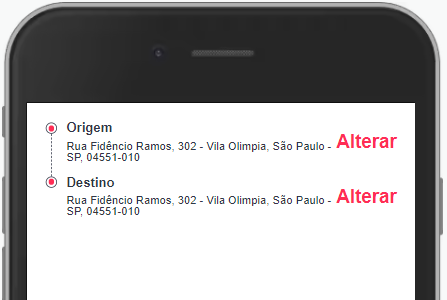 Origem
Rua Fidêncio Ramos, 302 - Vila Olimpia, São Paulo -
SP, 04551-010
Alterar
Destino
Rua Fidêncio Ramos, 302 - Vila Olimpia, São Paulo -
SP, 04551-010
Alterar